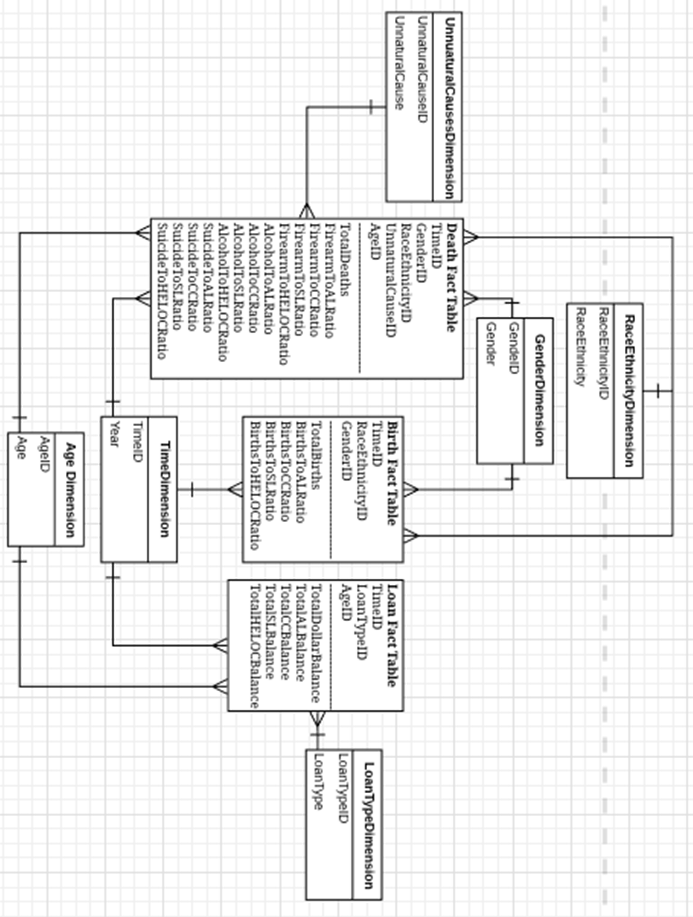 UnnuaturalCausesDimension
UnnaturalCauseID
UnnaturalCause
Death Fact Table
TimeID
GenderID
RaceEthnicityID
UnnaturalCauseID
AgeID
TotalDeaths
FirearmToALRatio
FirearmToCCRatio
FirearmToSLRatio
FirearmToHELOCRatio
AlcoholToALRatio
AlcoholToCCRatio
AlcoholToSLRatio
AlcoholToHELOCRatio
SuicideToALRatio
SuicideToCCRatio
SuicideToSLRatio
SuicideToHELOCRatio
RaceEthnicityDimension
RaceEthnicityID
RaceEthnicity
GenderDimension
GendeID
Gender
Birth Fact Table
TimeID
RaceEthnicityID
GenderID
TotalBirths
BirthsToALRatio
BirthsToCCRatio
BirthsToSLRatio
BirthsToHELOCRatio
TimeDimension
TimeID
Year
Age Dimension
AgeID
Age
Loan Fact Table
TimeID
LoanTypeID
AgeID
TotalDollarBalance
TotalALBalance
TotalCCBalance
TotalSLBalance
TotalHELOCBalance
LoanTypeDimension
LoanTypeID
LoanType